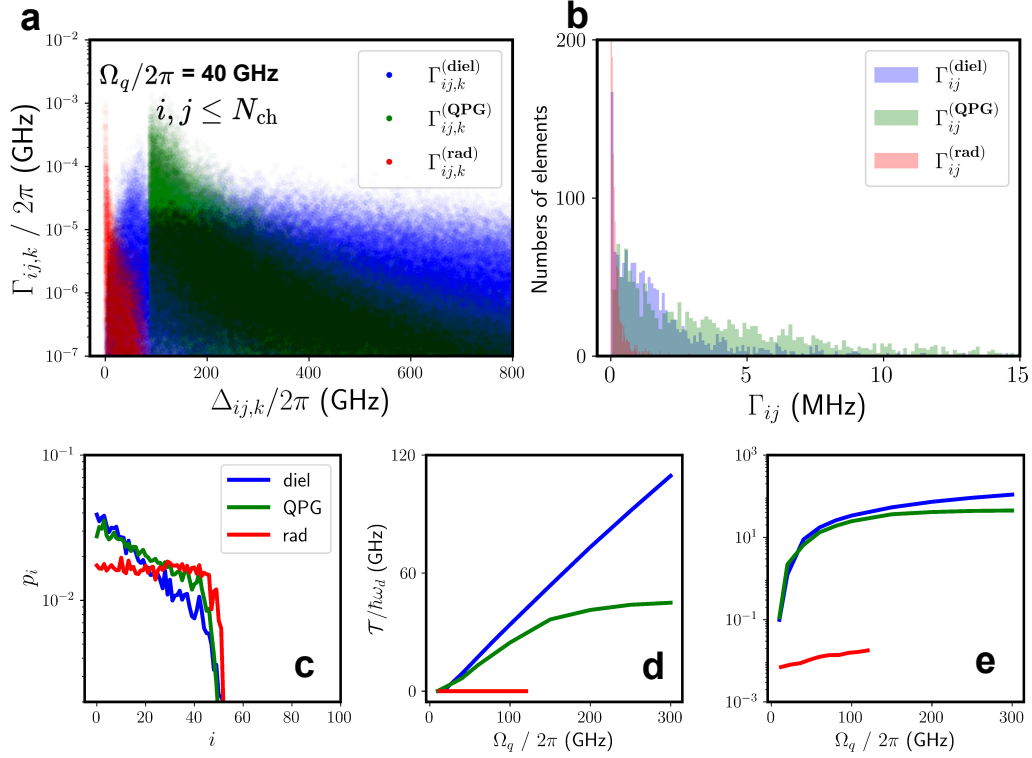 a
b
10⁻²
10⁻³
10⁻⁴
10⁻⁵
10⁻⁶
10⁻⁷
Γ_{ij,k} / 2π (GHz)
Ω_q/2π = 40 GHz
i, j ≤ N_ch
Γ_{ij,k}^{(diel)}
Γ_{ij,k}^{(QPG)}
Γ_{ij,k}^{(rad)}
0 200 400 600 800
Δ_{ij,k}/2π (GHz)
200
100
0
Numbers of elements
Γ_{ij}^{(diel)}
Γ_{ij}^{(QPG)}
Γ_{ij}^{(rad)}
0 5 10 15
Γ_{ij} (MHz)
10⁻¹
10⁻²
p_i
diel
QPG
rad
c
0 20 40 60 80 100
i
120
60
0
𝒯/ħω_d (GHz)
d
0 100 200 300
Ω_q / 2π (GHz)
10³
10¹
10⁻¹
10⁻³
e
0 100 200 300
Ω_q / 2π (GHz)